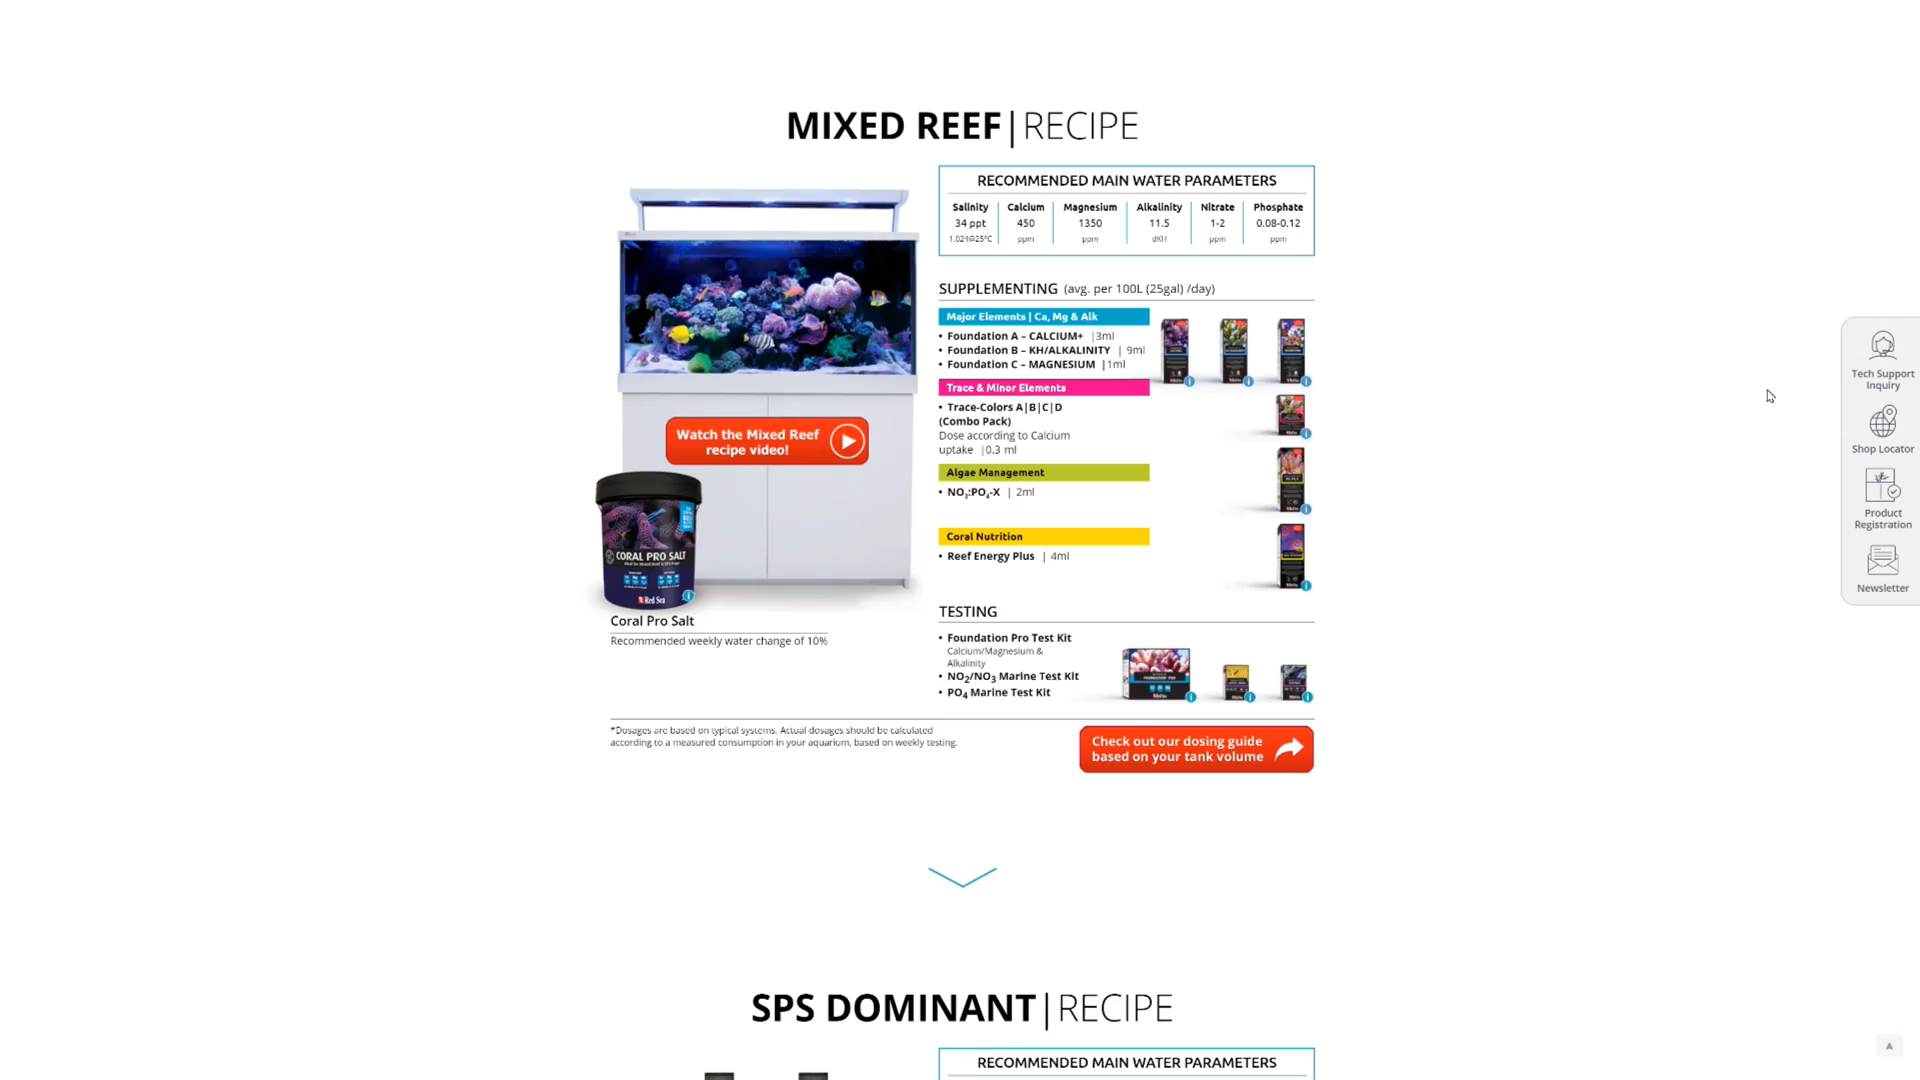 MIXED REEF|RECIPE
RECOMMENDED MAIN WATER PARAMETERS
Salinity Calcium Magnesium Alkalinity Nitrate Phosphate
34 ppt 450 1350 11.5 1-2 0.08-0.12
1.024@25°C ppm ppm dKH ppm ppm
SUPPLEMENTING (avg. per 100L (25gal) /day)
Major Elements | Ca, Mg & Alk
• Foundation A – CALCIUM+ |3ml
• Foundation B – KH/ALKALINITY | 9ml
• Foundation C – MAGNESIUM |1ml
Trace & Minor Elements
• Trace-Colors A|B|C|D
(Combo Pack)
Dose according to Calcium
uptake |0.3 ml
Algae Management
• NO3:PO4-X | 2ml
Coral Nutrition
• Reef Energy Plus | 4ml
Watch the Mixed Reef
recipe video!
CORAL PRO SALT
Red Sea
Coral Pro Salt
Recommended weekly water change of 10%
TESTING
• Foundation Pro Test Kit
Calcium/Magnesium &
Alkalinity
• NO2/NO3 Marine Test Kit
• PO4 Marine Test Kit
*Dosages are based on typical systems. Actual dosages should be calculated
according to a measured consumption in your aquarium, based on weekly testing.
Check out our dosing guide
based on your tank volume
SPS DOMINANT|RECIPE
RECOMMENDED MAIN WATER PARAMETERS
Tech Support
Inquiry
Shop Locator
Product
Registration
Newsletter